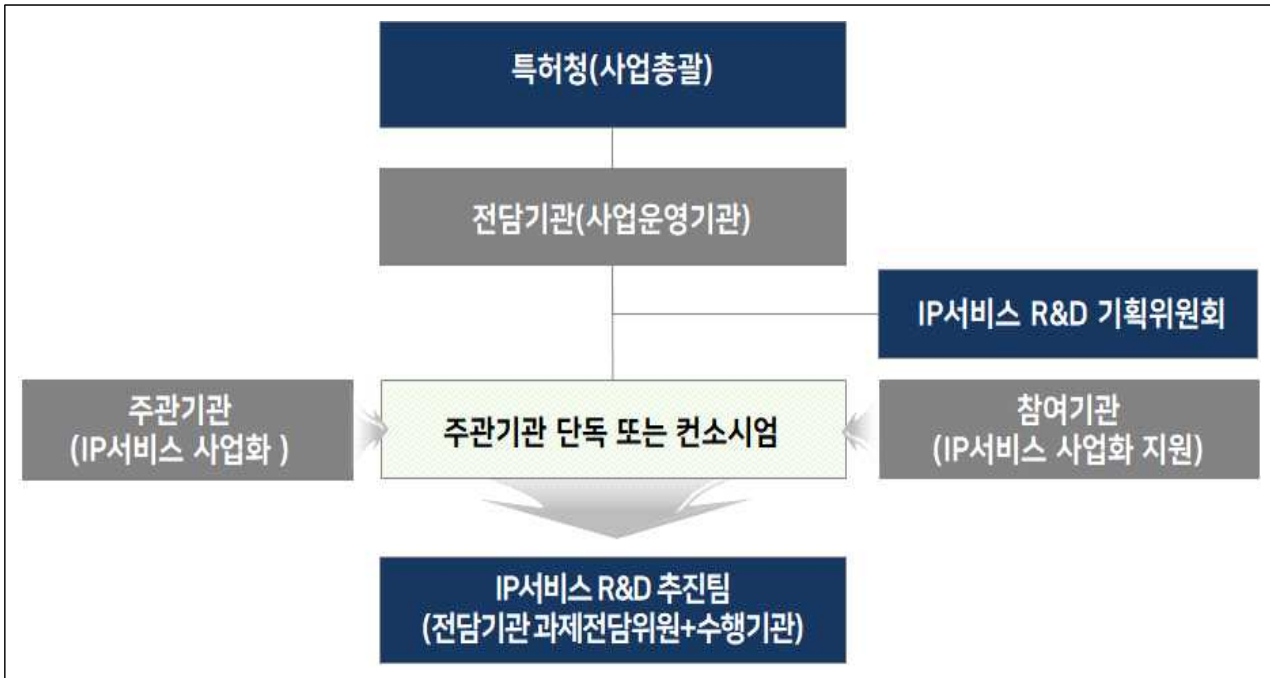 특허청(사업총괄)
전담기관(사업운영기관)
IP서비스 R&D 기획위원회
주관기관
(IP서비스 사업화 )
주관기관 단독 또는 컨소시엄
참여기관
(IP서비스 사업화 지원)
IP서비스 R&D 추진팀
(전담기관 과제전담위원+수행기관)